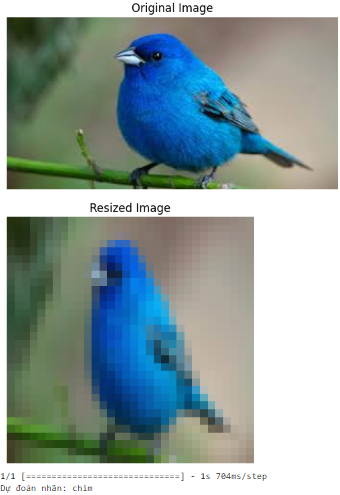 Original Image
Resized Image
1/1 [==============================] - 1s 704ms/step
Dự đoán nhãn: chim